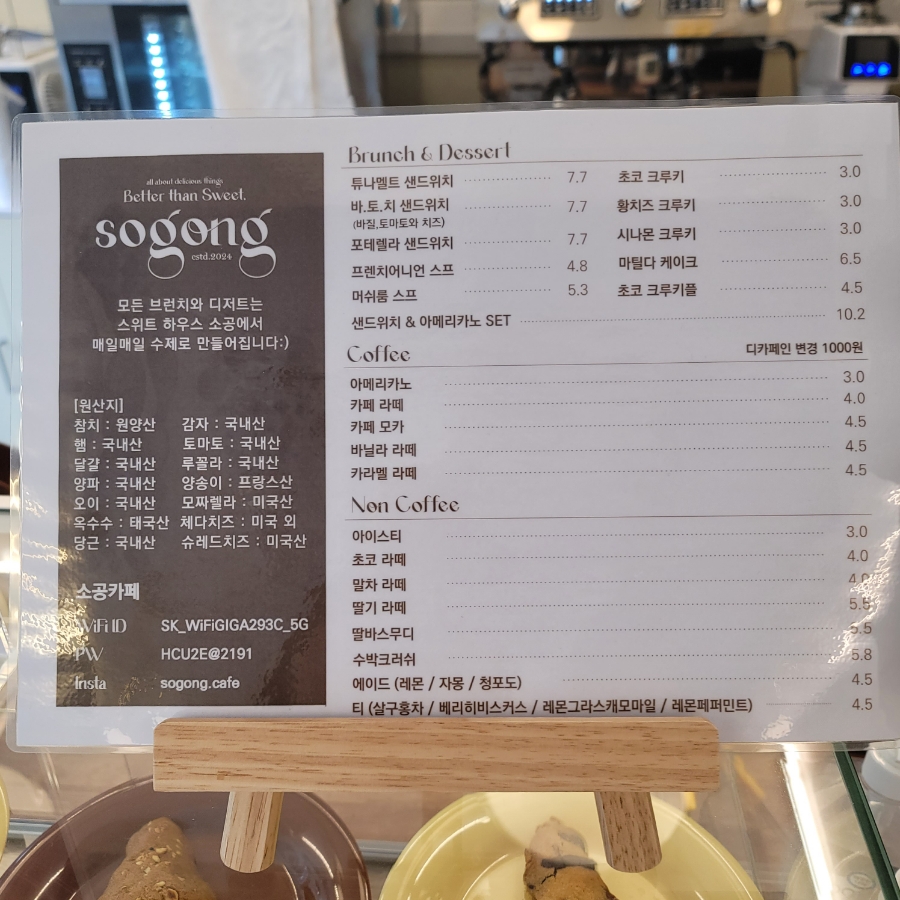 all about delicious things
Better than Sweet.
sogong
estd.2024
모든 브런치와 디저트는
스위트 하우스 소공에서
매일매일 수제로 만들어집니다:)
[원산지]
참치 : 원양산 감자 : 국내산
햄 : 국내산 토마토 : 국내산
달걀 : 국내산 루꼴라 : 국내산
양파 : 국내산 양송이 : 프랑스산
오이 : 국내산 모짜렐라 : 미국산
옥수수 : 태국산 체다치즈 : 미국 외
당근 : 국내산 슈레드치즈 : 미국산
소공카페
WiFi ID SK_WiFiGIGA293C_5G
PW HCU2E@2191
Insta sogong.cafe
Brunch & Dessert
튜나멜트 샌드위치 7.7 초코 크루키 3.0
바.토.치 샌드위치 7.7 황치즈 크루키 3.0
(바질,토마토와 치즈)
포테렐라 샌드위치 7.7 시나몬 크루키 3.0
프렌치어니언 스프 4.8 마틸다 케이크 6.5
머쉬룸 스프 5.3 초코 크루키플 4.5
샌드위치 & 아메리카노 SET 10.2
Coffee 디카페인 변경 1000원
아메리카노 3.0
카페 라떼 4.0
카페 모카 4.5
바닐라 라떼 4.5
카라멜 라떼 4.5
Non Coffee
아이스티 3.0
초코 라떼 4.0
말차 라떼 4.0
딸기 라떼 5.5
딸바스무디 5.5
수박크러쉬 5.8
에이드 (레몬 / 자몽 / 청포도) 4.5
티 (살구홍차 / 베리히비스커스 / 레몬그라스캐모마일 / 레몬페퍼민트) 4.5